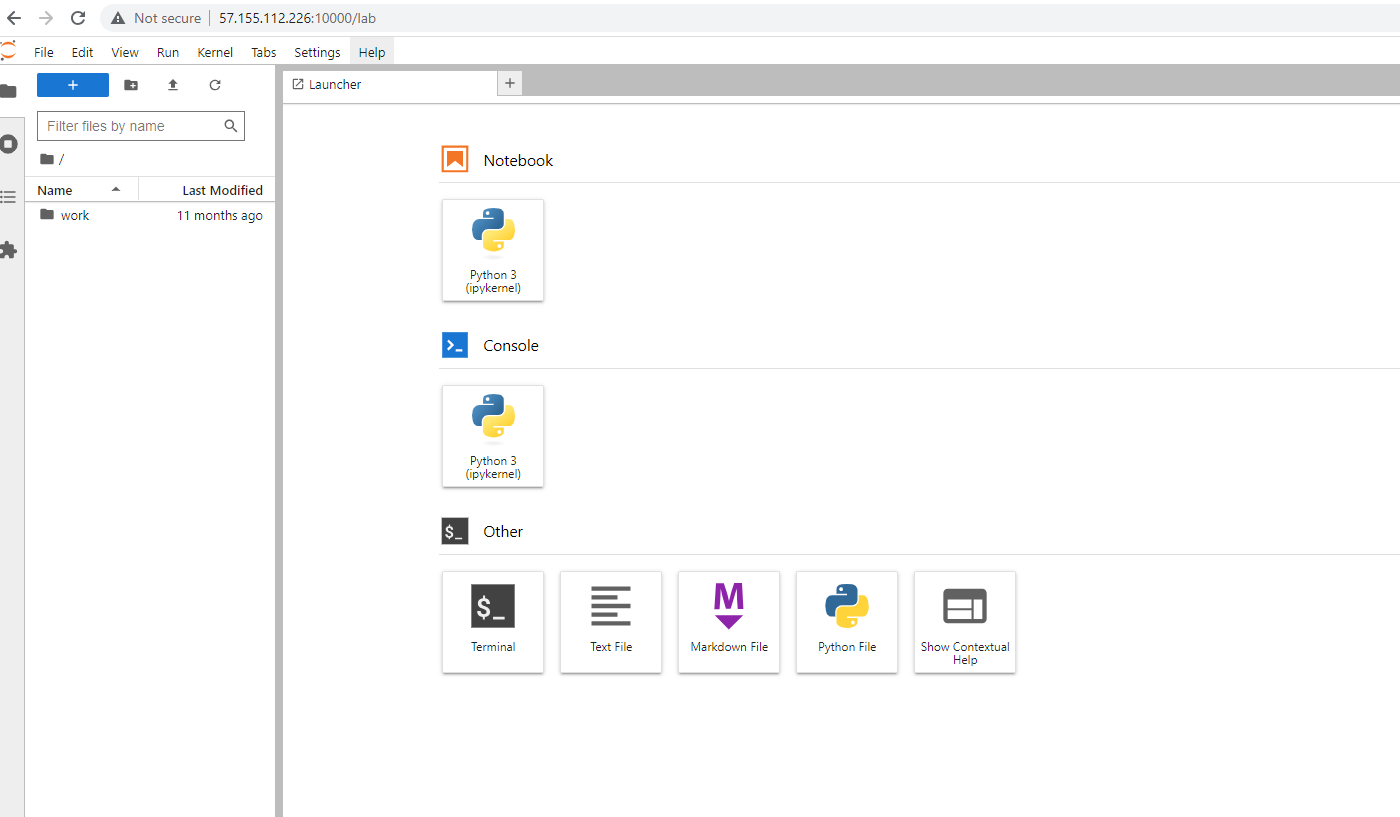 Not secure 57.155.112.226:10000/lab
File Edit View Run Kernel Tabs Settings Help
+
Launcher +
Filter files by name
/
Name Last Modified
work 11 months ago
Notebook
Python 3
(ipykernel)
>_ Console
Python 3
(ipykernel)
$_ Other
$_
M
Terminal
Text File
Markdown File
Python File
Show Contextual
Help